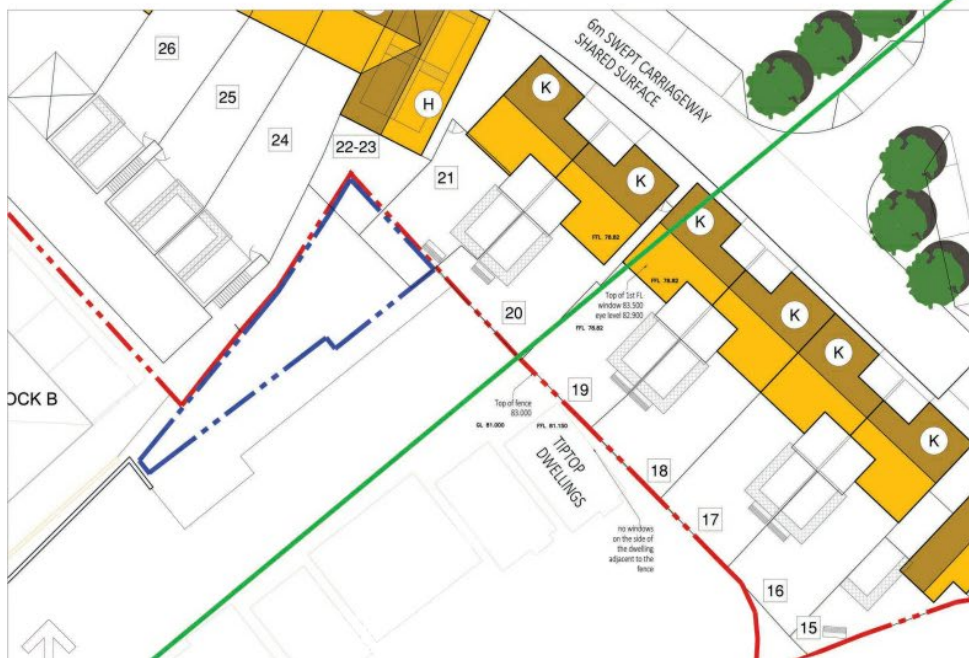 26
25
24
22-23
H
21
6m SWEPT CARRIAGEWAY
SHARED SURFACE
K
K
K
K
K
K
FFL 78.82
FFL 78.82
Top of 1st FL
window 83.500
eye level 82.900
FFL 78.82
20
OCK B
Top of fence
83.000
GL 81.000
FFL 81.150
19
TIPTOP
DWELLINGS
18
17
no windows
on the side of
the dwelling
adjacent to the
fence
16
15